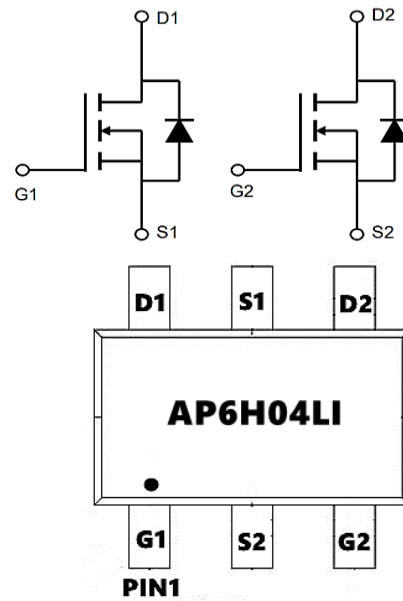 D1 D2
G1 G2
S1 S2
D1 S1 D2
AP6H04LI
G1 S2 G2
PIN1